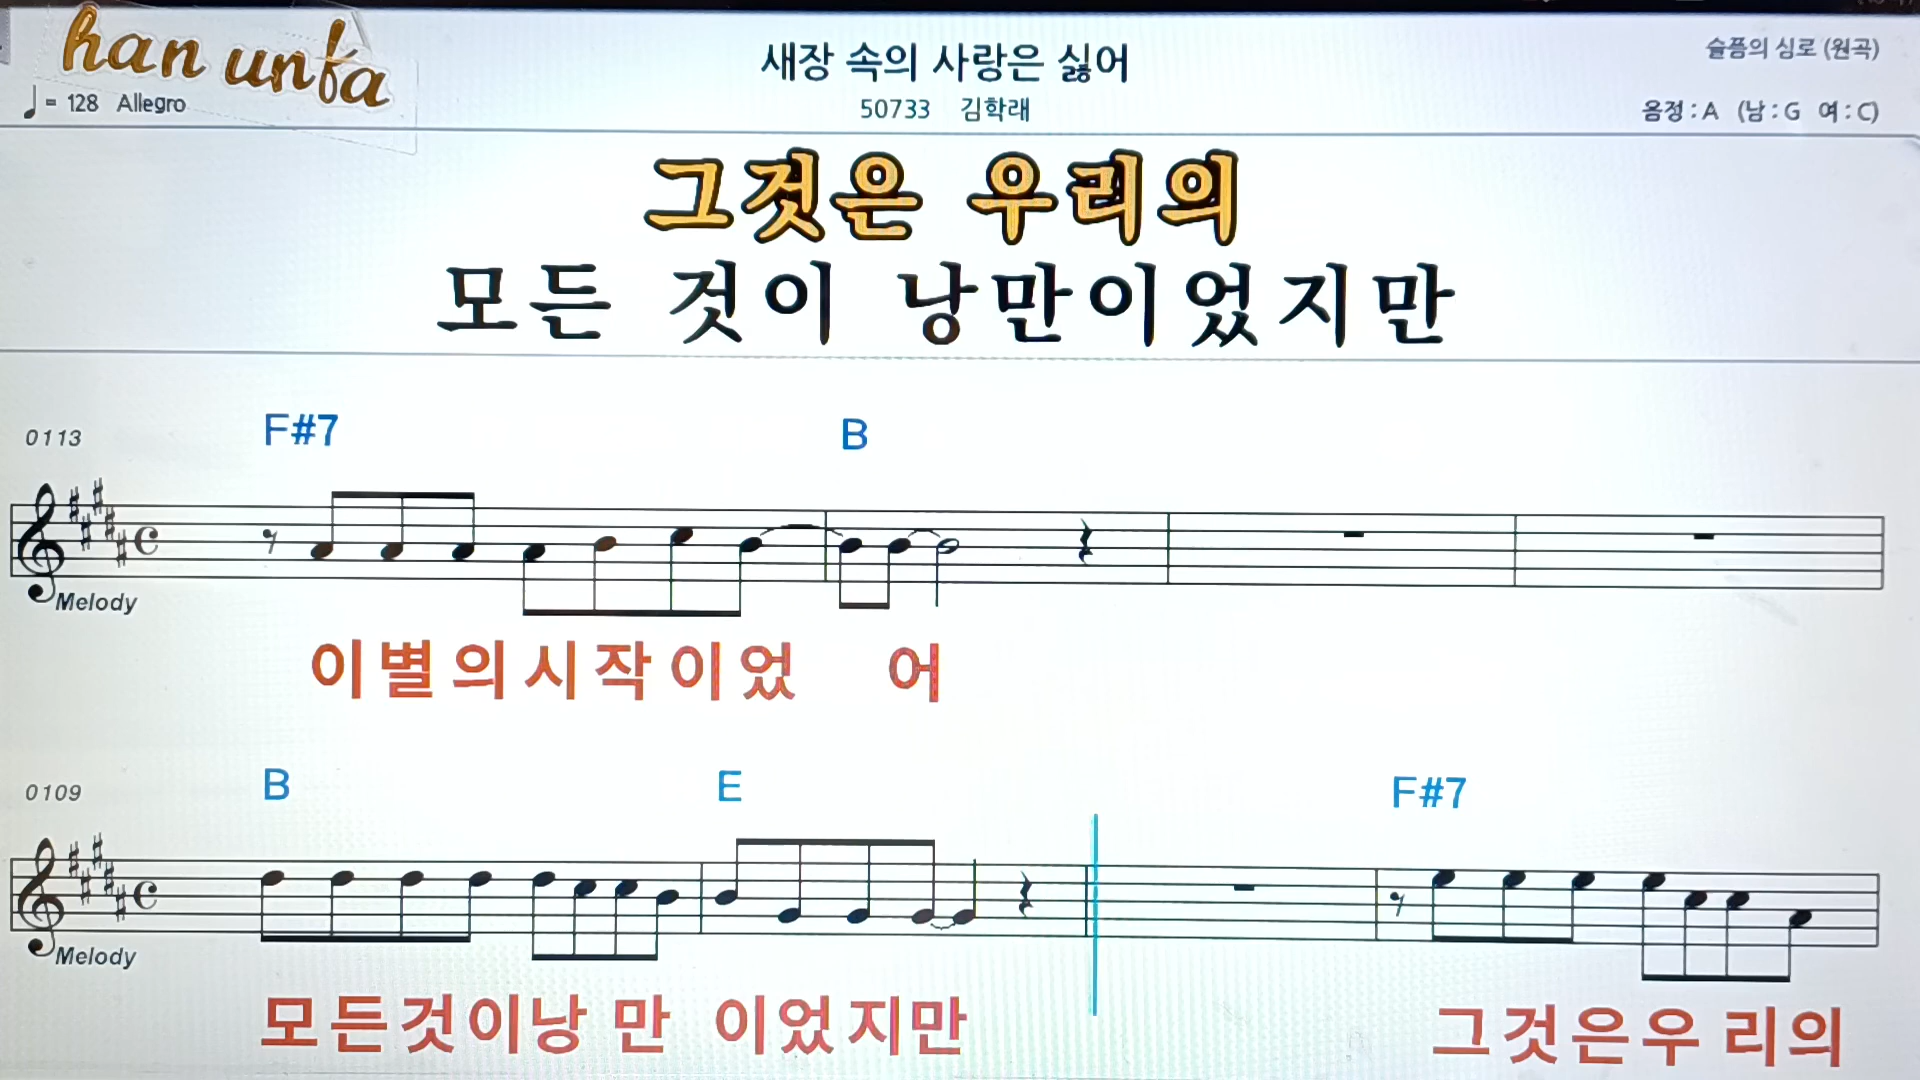 han unfa
새장 속의 사랑은 싫어
슬픔의 심로 (원곡)
♩ = 128 Allegro
50733 김학래
용정 : A (남 : G 여 : C)
그것은 우리의
모든 것이 낭만이었지만
0113 F#7 B
Melody
이별의시작이었 어
0109 B E F#7
Melody
모든것이낭만 이었지만 그것은우리의